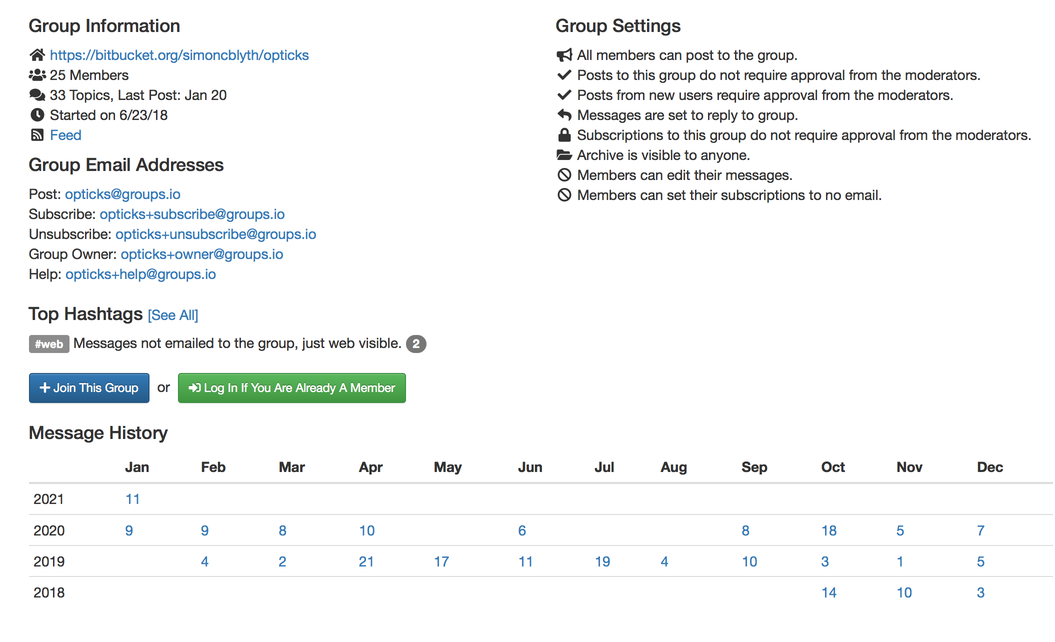 Group Information
https://bitbucket.org/simoncblyth/opticks
25 Members
33 Topics, Last Post: Jan 20
Started on 6/23/18
Feed
Group Email Addresses
Post: opticks@groups.io
Subscribe: opticks+subscribe@groups.io
Unsubscribe: opticks+unsubscribe@groups.io
Group Owner: opticks+owner@groups.io
Help: opticks+help@groups.io
Group Settings
All members can post to the group.
Posts to this group do not require approval from the moderators.
Posts from new users require approval from the moderators.
Messages are set to reply to group.
Subscriptions to this group do not require approval from the moderators.
Archive is visible to anyone.
Members can edit their messages.
Members can set their subscriptions to no email.
Top Hashtags [See All]
#web Messages not emailed to the group, just web visible. 2
Join This Group or Log In If You Are Already A Member
Message History
Jan Feb Mar Apr May Jun Jul Aug Sep Oct Nov Dec
2021 11
2020 9 9 8 10 6 8 18 5 7
2019 4 2 21 17 11 19 4 10 3 1 5
2018 14 10 3